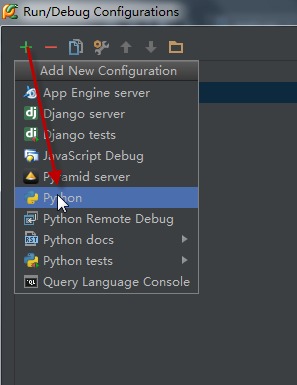 Run/Debug Configurations
Add New Configuration
App Engine server
Django server
Django tests
JavaScript Debug
Pyramid server
Python
Python Remote Debug
Python docs
Python tests
Query Language Console